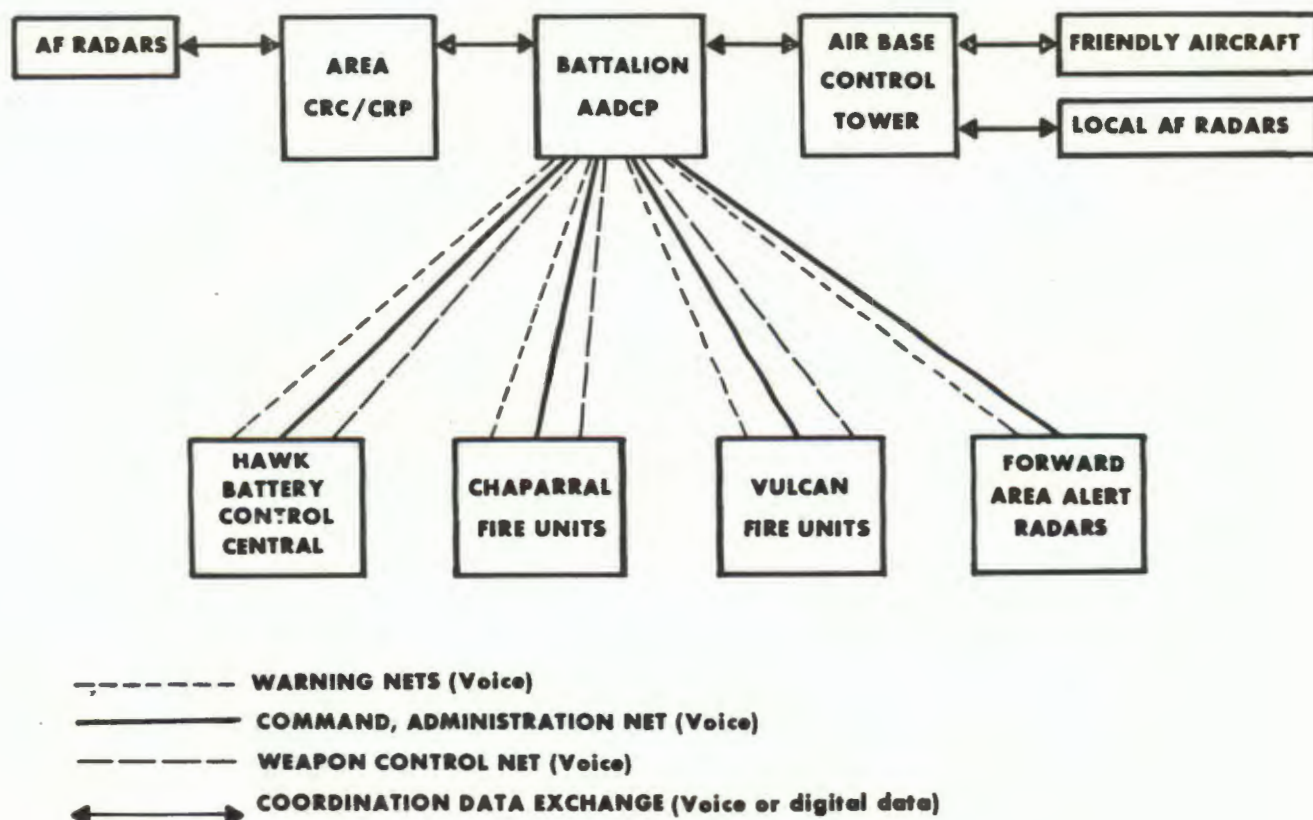 AF RADARS
AREA
CRC/CRP
BATTALION
AADCP
AIR BASE
CONTROL
TOWER
FRIENDLY AIRCRAFT
LOCAL AF RADARS
HAWK
BATTERY
CONTROL
CENTRAL
CHAPARRAL
FIRE UNITS
VULCAN
FIRE UNITS
FORWARD
AREA ALERT
RADARS
WARNING NETS (Voice)
COMMAND, ADMINISTRATION NET (Voice)
WEAPON CONTROL NET (Voice)
COORDINATION DATA EXCHANGE (Voice or digital data)